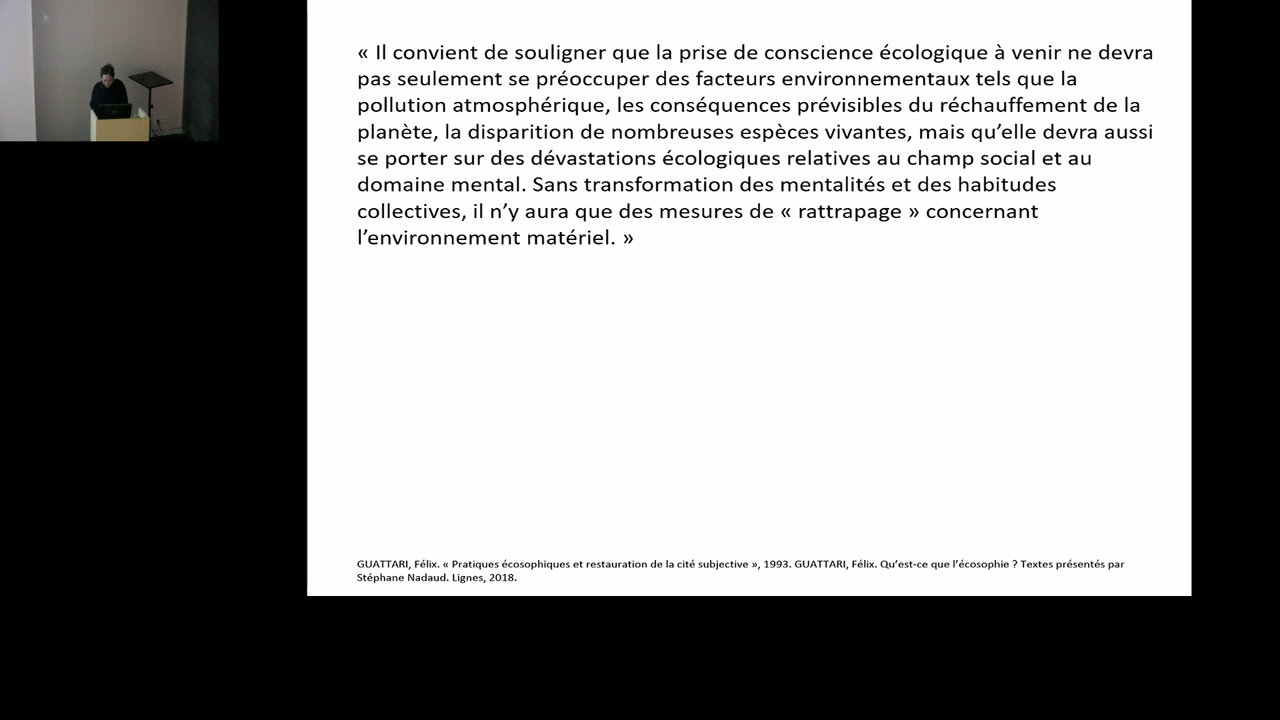 « Il convient de souligner que la prise de conscience écologique à venir ne devra
pas seulement se préoccuper des facteurs environnementaux tels que la
pollution atmosphérique, les conséquences prévisibles du réchauffement de la
planète, la disparition de nombreuses espèces vivantes, mais qu’elle devra aussi
se porter sur des dévastations écologiques relatives au champ social et au
domaine mental. Sans transformation des mentalités et des habitudes
collectives, il n’y aura que des mesures de « rattrapage » concernant
l’environnement matériel. »
GUATTARI, Félix. « Pratiques écosophiques et restauration de la cité subjective », 1993. GUATTARI, Félix. Qu’est-ce que l’écosophie ? Textes présentés par
Stéphane Nadaud. Lignes, 2018.